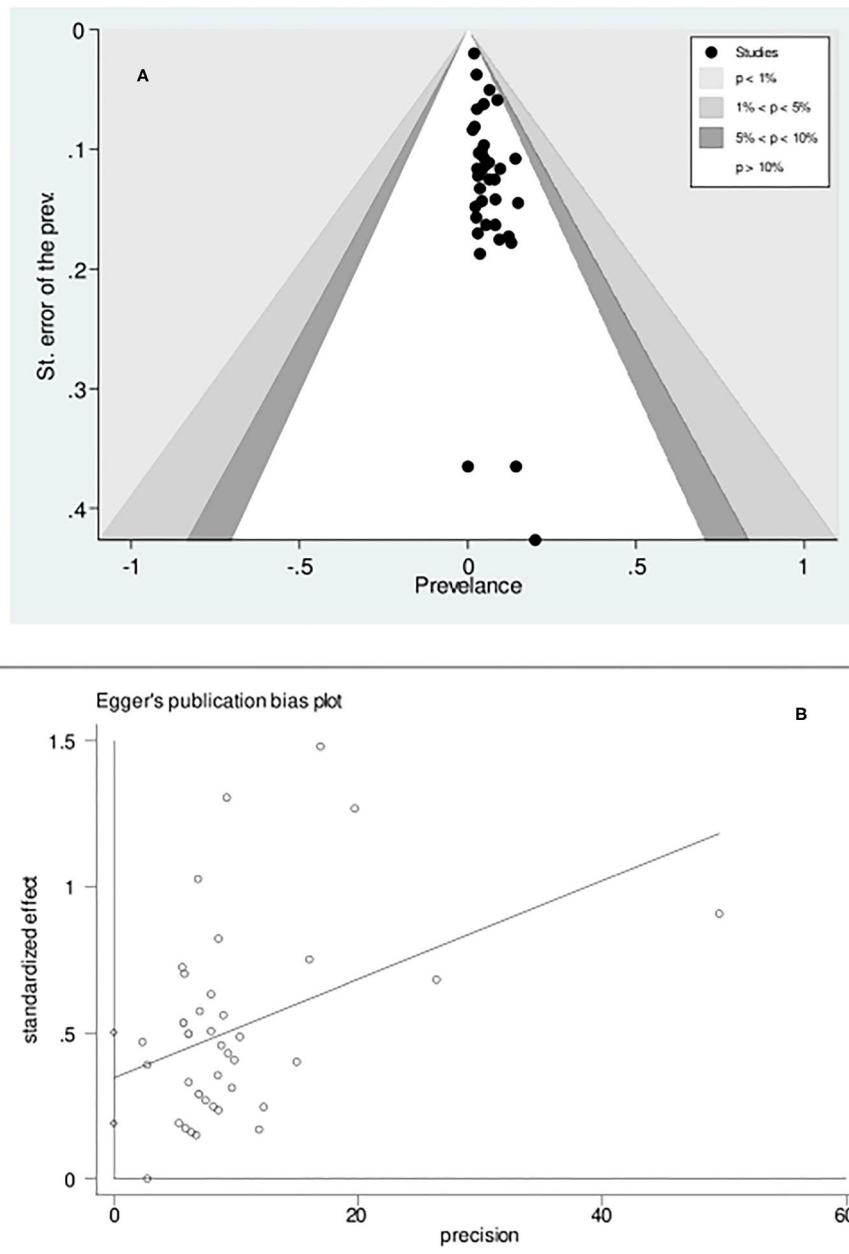 0
A
Studies
p < 1%
1% < p < 5%
5% < p < 10%
p > 10%
.1
.2
.3
.4
St. error of the prev.
-1
-.5
0
.5
1
Prevelance
Egger's publication bias plot
B
1.5
1
.5
0
standardized effect
0
20
40
60
precision